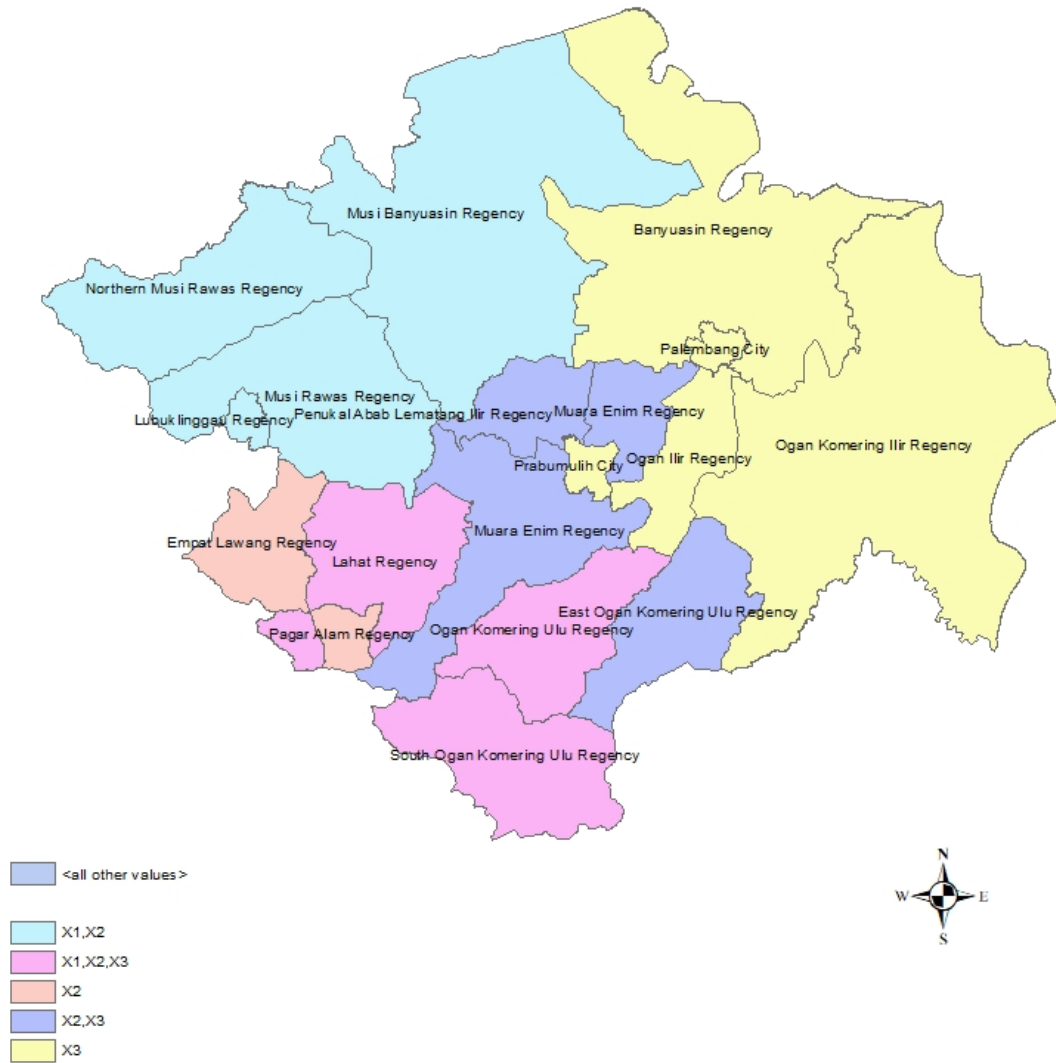 Musi Banyuasin Regency
Banyuasin Regency
Northern Musi Rawas Regency
Palembang City
Musi Rawas Regency
Penukal Abab Lematang Ilir Regency
Muara Enim Regency
Lubuklinggau Regency
Ogan Komering Ilir Regency
Ogan Ilir Regency
Prabumulih City
Muara Enim Regency
Empat Lawang Regency
Lahat Regency
East Ogan Komering Ulu Regency
Ogan Komering Ulu Regency
Pagar Alam Regency
South Ogan Komering Ulu Regency
N
W E
S
<all other values>
X1,X2
X1,X2,X3
X2
X2,X3
X3